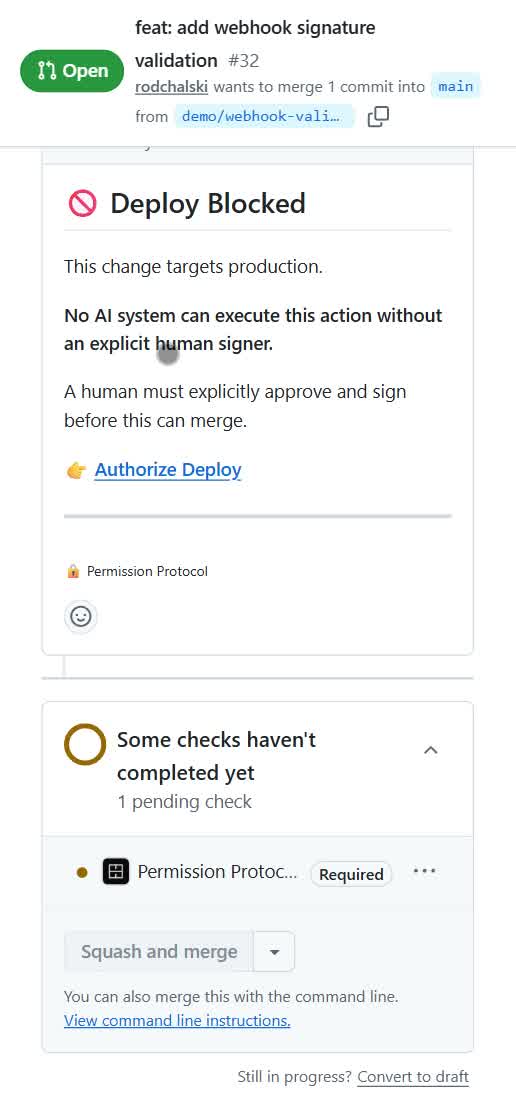 feat: add webhook signature
validation #32
Open
rodchalski wants to merge 1 commit into main
from demo/webhook-vali…
Deploy Blocked
This change targets production.
No AI system can execute this action without
an explicit human signer.
A human must explicitly approve and sign
before this can merge.
Authorize Deploy
Permission Protocol
Some checks haven't
completed yet
1 pending check
Permission Protoc... Required
Squash and merge
You can also merge this with the command line.
View command line instructions.
Still in progress? Convert to draft